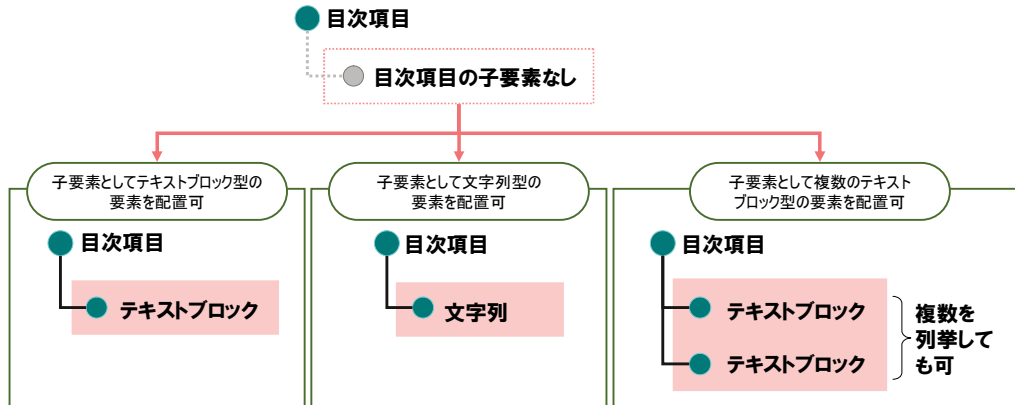 目次項目
目次項目の子要素なし
子要素としてテキストブロック型の
要素を配置可
目次項目
テキストブロック
子要素として文字列型の
要素を配置可
目次項目
文字列
子要素として複数のテキスト
ブロック型の要素を配置可
目次項目
テキストブロック
テキストブロック
複数を
列挙して
も可